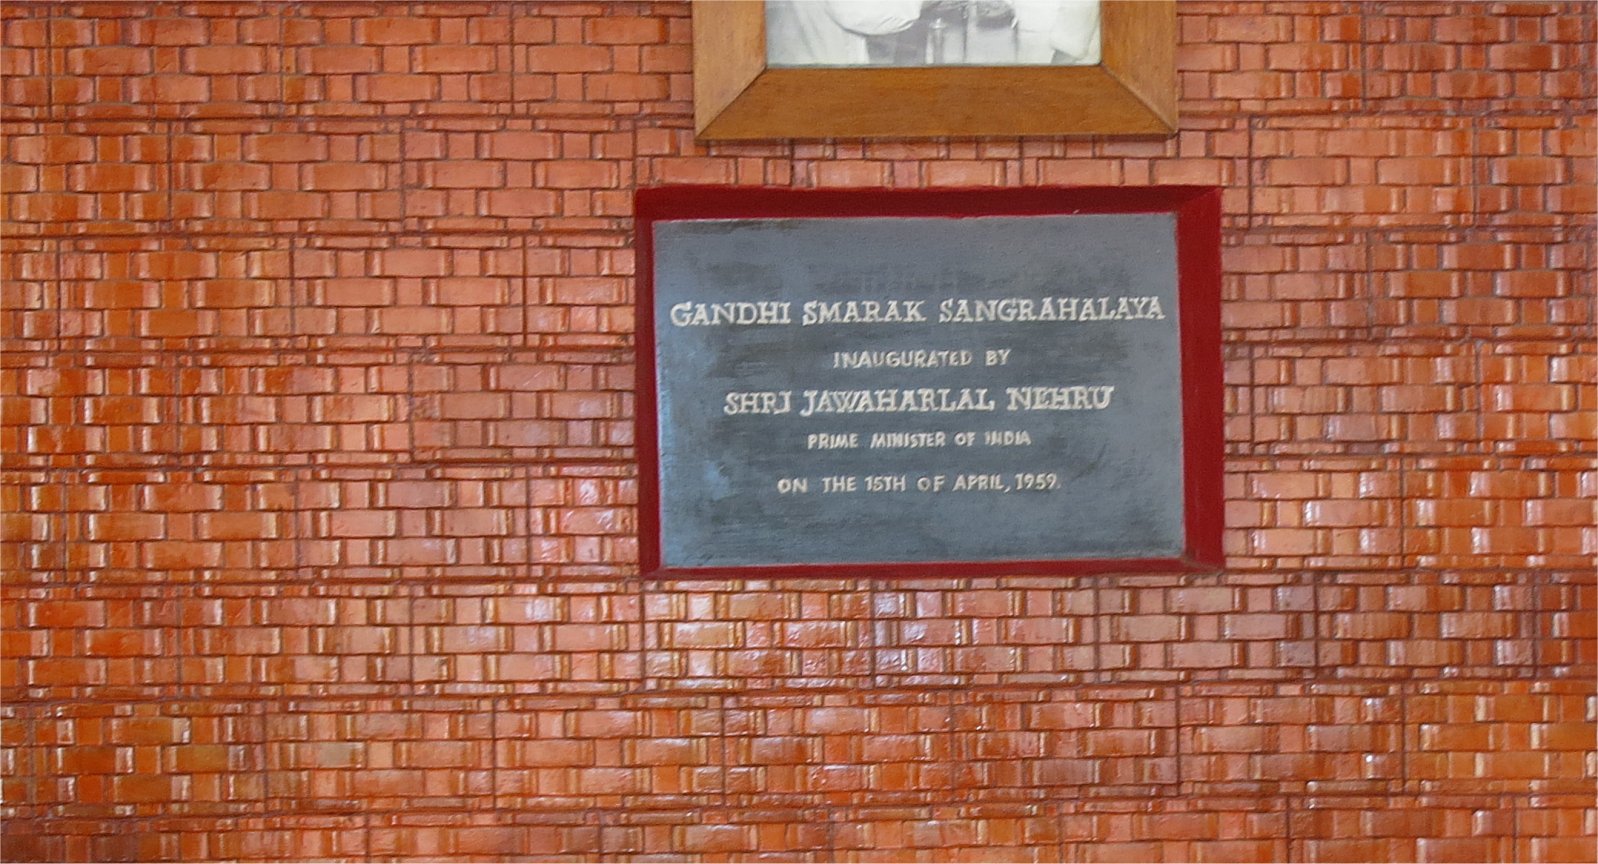 GANDHI SMARAK SANGRAHALAYA
INAUGURATED BY
SHRI JAWAHARLAL NEHRU
PRIME MINISTER OF INDIA
ON THE 15TH OF APRIL, 1959.